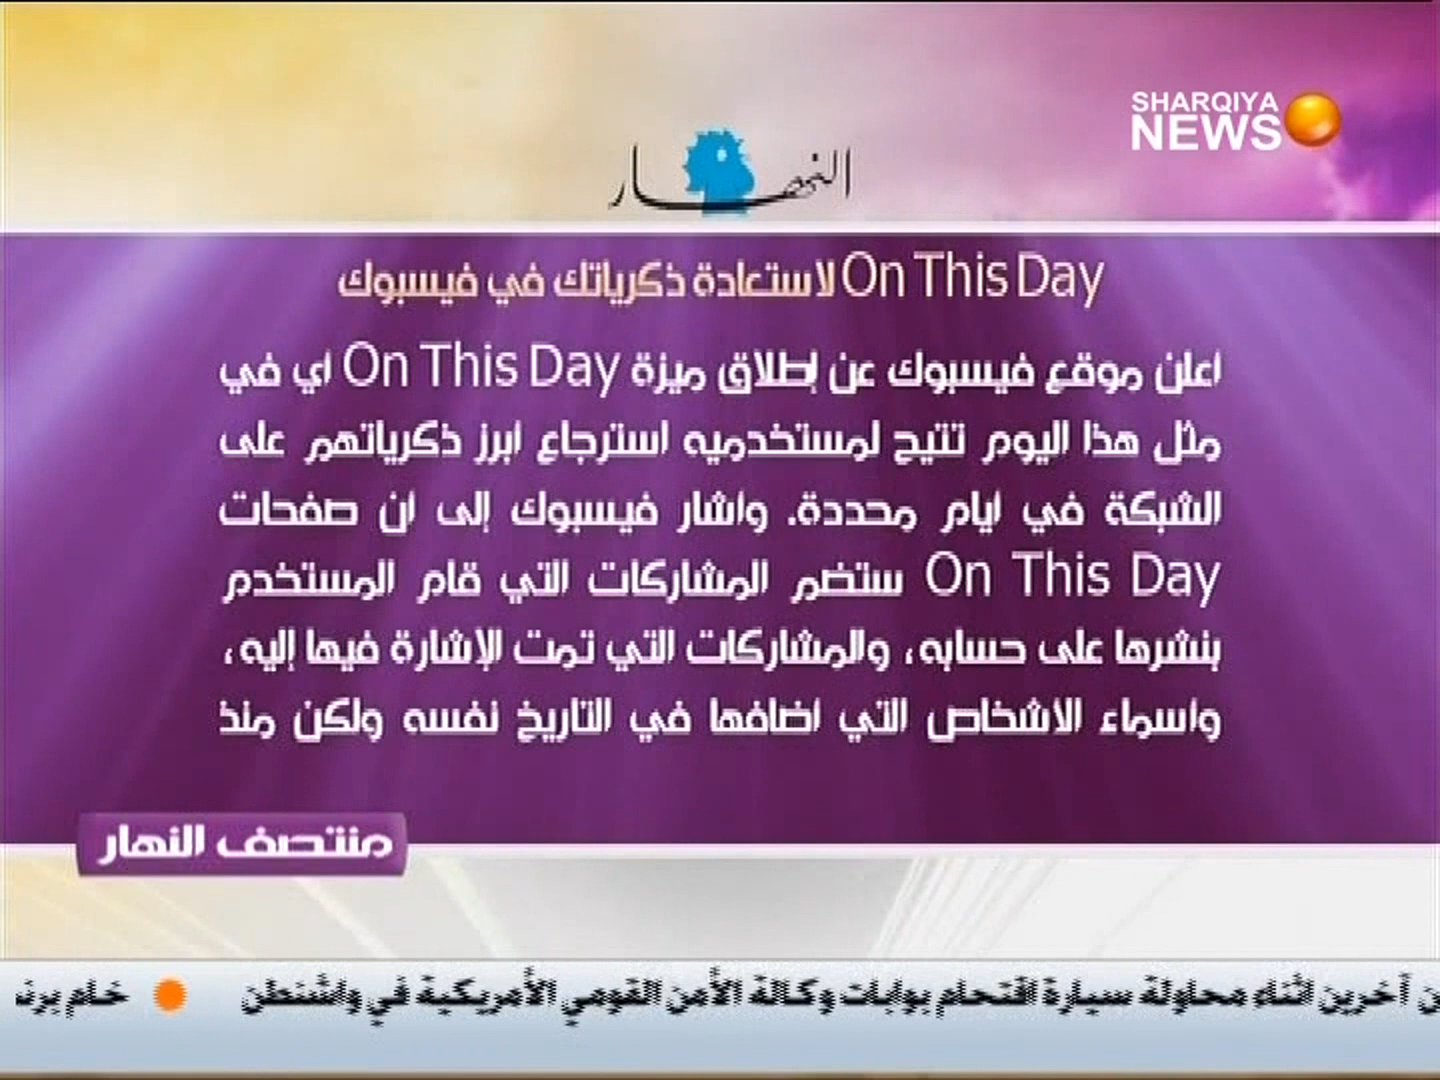 SHARQIYA
NEWS
النهار
On This Day لاستعادة ذكرياتك في فيسبوك
اعلن موقع فيسبوك عن إطلاق ميزة On This Day اي في
مثل هذا اليوم تتيح لمستخدميه استرجاع ابرز ذكرياتهم على
الشبكة في ايام محددة. واشار فيسبوك إلى ان صفحات
On This Day ستضم المشاركات التي قام المستخدم
بنشرها على حسابه، والمشاركات التي تمت الإشارة فيها إليه،
واسماء الاشخاص التي اضافها في التاريخ نفسه ولكن منذ
منتصف النهار
آخرين اثناء محاولة سيارة اقتحام بوابات وكالة الأمن القومي الأمريكية في واشنطن خام